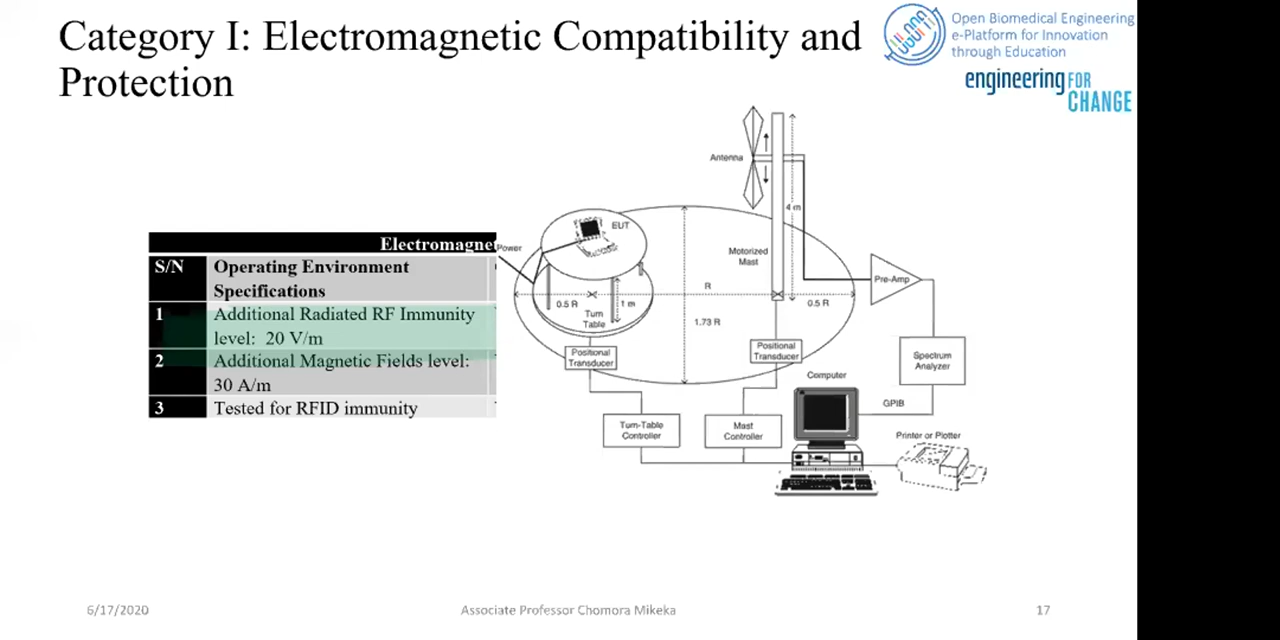 Category I: Electromagnetic Compatibility and
Protection
Open Biomedical Engineering
e-Platform for Innovation
through Education
engineering FOR
CHANGE
Electromagne
S/N
Operating Environment
Specifications
1
Additional Radiated RF Immunity
level: 20 V/m
2
Additional Magnetic Fields level:
30 A/m
3
Tested for RFID immunity
Antenna
4 m
EUT
Power
Motorized
Mast
R
0.5 R
1 m
Turn
Table
1.73 R
0.5 R
Pre-Amp
Positional
Transducer
Positional
Transducer
Spectrum
Analyzer
Computer
GPIB
Turn-Table
Controller
Mast
Controller
Printer or Plotter
6/17/2020
Associate Professor Chomora Mikeka
17